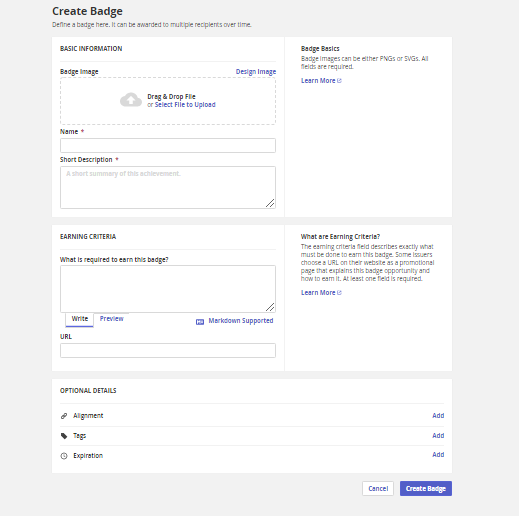 Create Badge
Define a badge here. It can be awarded to multiple recipients over time.
BASIC INFORMATION
Badge Image
Design Image
Drag & Drop File
or Select File to Upload
Name *
Short Description *
A short summary of this achievement.
Badge Basics
Badge images can be either PNGs or SVGs. All
fields are required.
Learn More
EARNING CRITERIA
What is required to earn this badge?
Write
Preview
Markdown Supported
URL
What are Earning Criteria?
The earning criteria field describes exactly what
must be done to earn this badge. Some issuers
choose a URL on their website as a promotional
page that explains this badge opportunity and
how to earn it. At least one field is required.
Learn More
OPTIONAL DETAILS
Alignment
Add
Tags
Add
Expiration
Add
Cancel
Create Badge